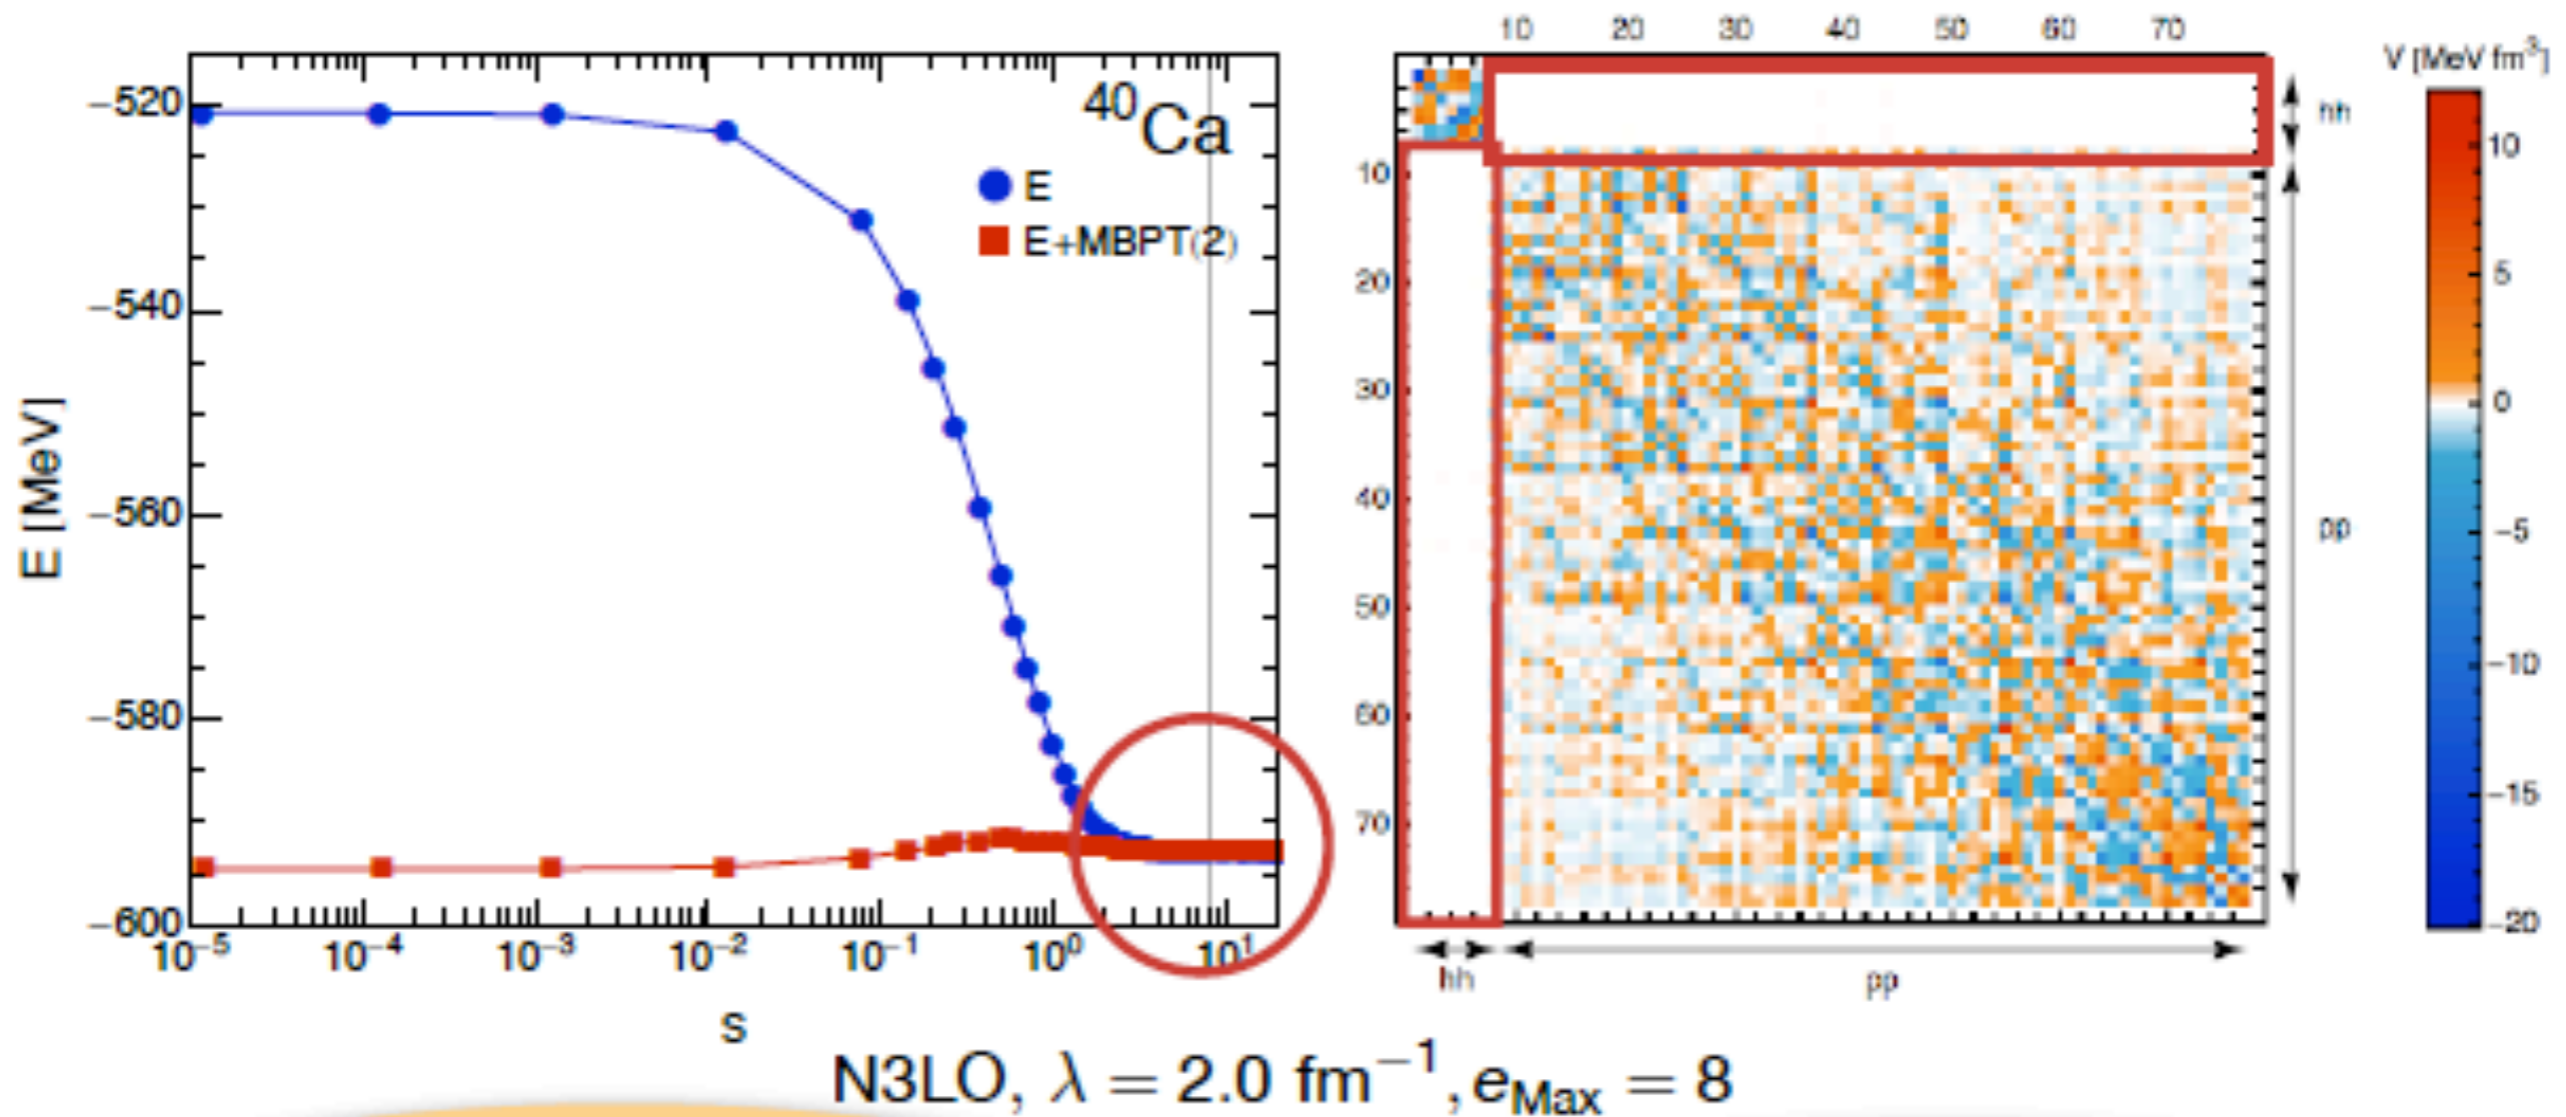 10 20 30 40 50 60 70
V [MeV fm³]
−520
−540
−560
−580
−600
E [MeV]
⁴⁰Ca
E
E+MBPT(2)
10⁻⁵ 10⁻⁴ 10⁻³ 10⁻² 10⁻¹ 10⁰ 10¹
s
10
20
30
40
50
60
70
hh
pp
hh pp
10
5
0
−5
−10
−15
−20
N3LO, λ = 2.0 fm⁻¹, eMax = 8